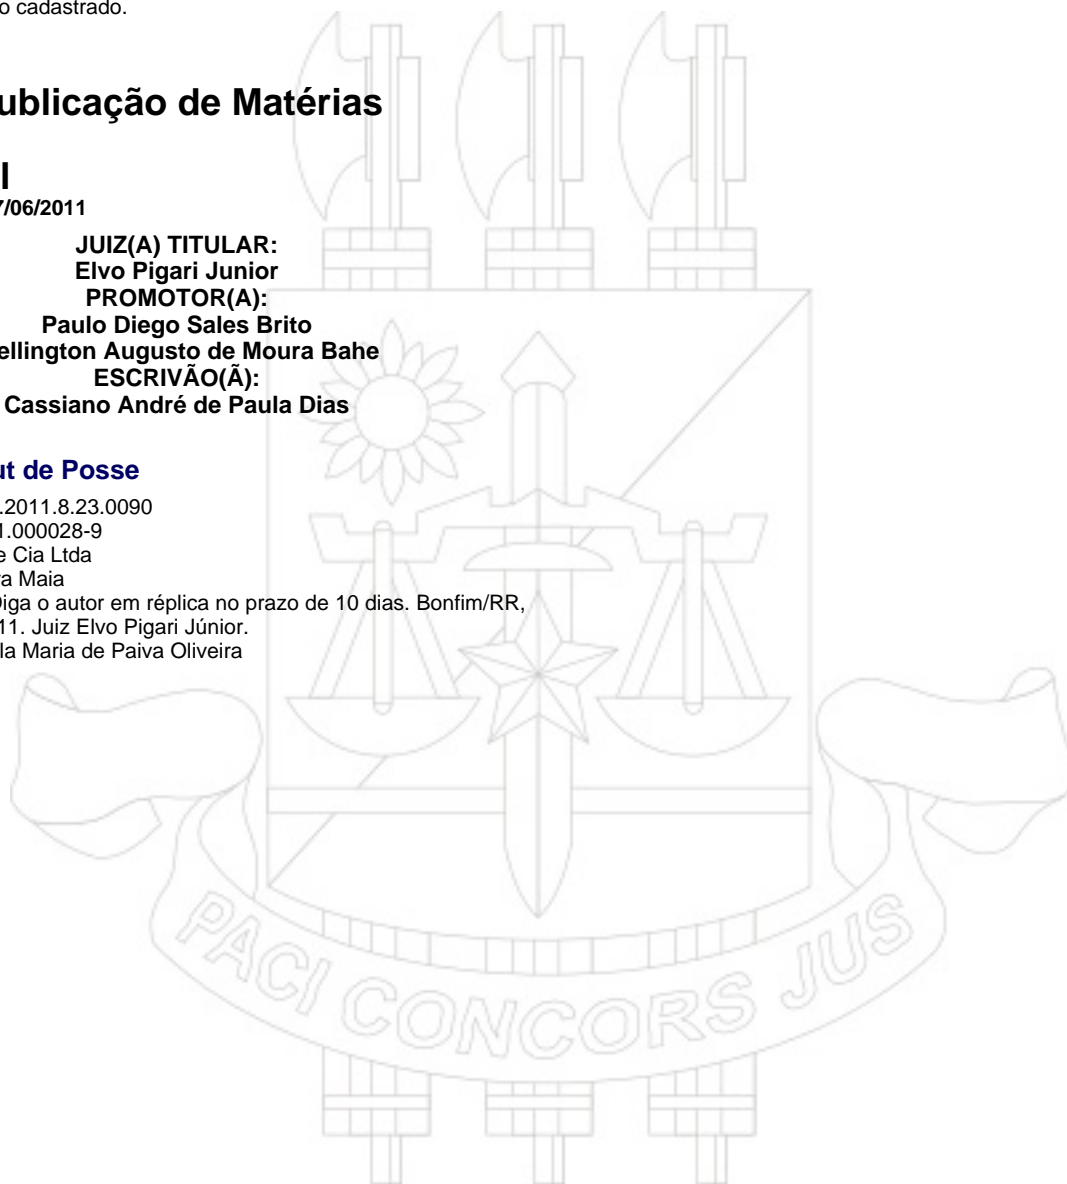 o cadastrado.
ublicação de Matérias
l
7/06/2011
JUIZ(A) TITULAR:
Elvo Pigari Junior
PROMOTOR(A):
Paulo Diego Sales Brito
ellington Augusto de Moura Bahe
ESCRIVÃO(Ã):
Cassiano André de Paula Dias
ut de Posse
.2011.8.23.0090
1.000028-9
e Cia Ltda
ra Maia
Diga o autor em réplica no prazo de 10 dias. Bonfim/RR,
11. Juiz Elvo Pigari Júnior.
la Maria de Paiva Oliveira
PACI CONCORS JUS